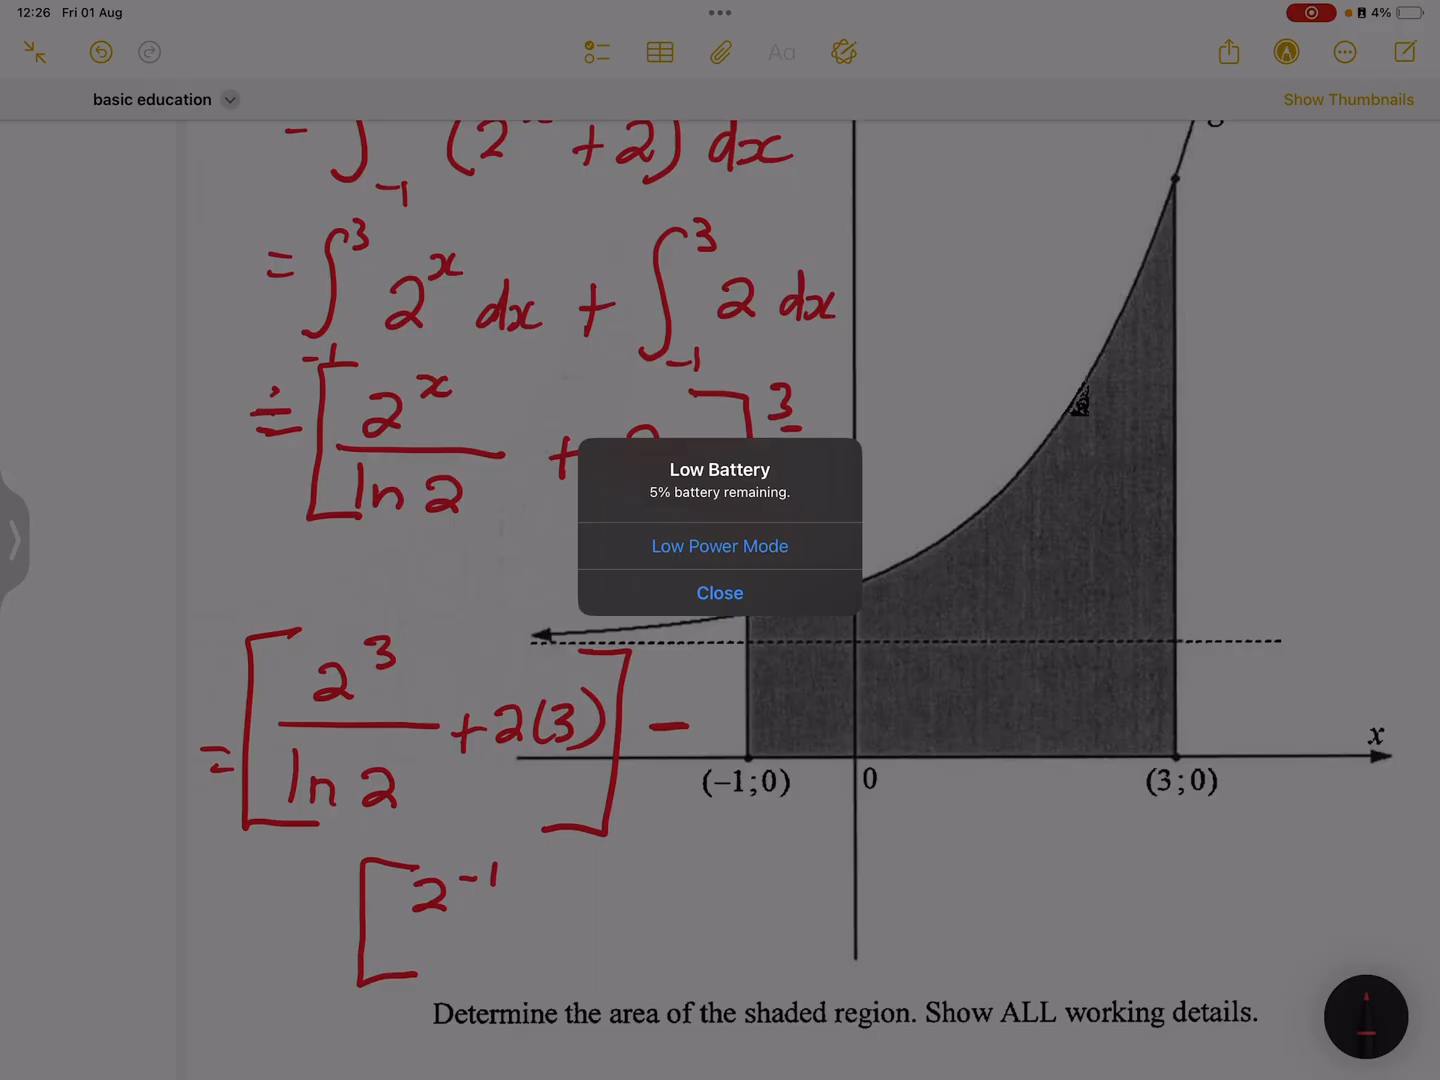 12:26 Fri 01 Aug
4%
Aa
basic education
Show Thumbnails
= ∫_{-1} (2^x + 2) dx
= ∫_{-1}^{3} 2^x dx + ∫_{-1}^{3} 2 dx
= [2^x / ln 2 + ]^3
Low Battery
5% battery remaining.
Low Power Mode
Close
= [2^3 / ln 2 + 2(3)] −
[2^{-1}
x
(−1;0) 0 (3;0)
Determine the area of the shaded region. Show ALL working details.